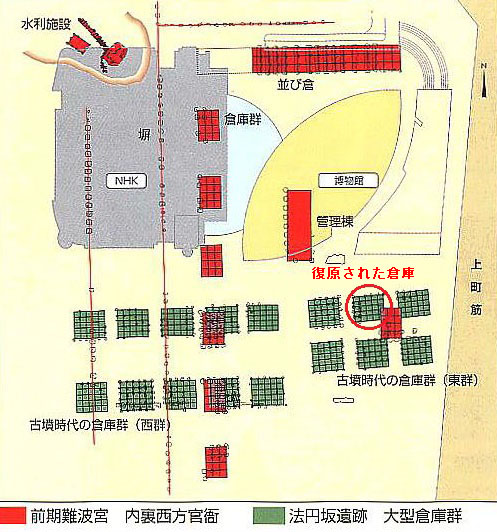 水利施設
並び倉
倉庫群
塀
NHK
博物館
管理棟
復原された倉庫
上町筋
N
古墳時代の倉庫群（東群）
古墳時代の倉庫群（西群）
前期難波宮　内裏西方官衙
法円坂遺跡　大型倉庫群